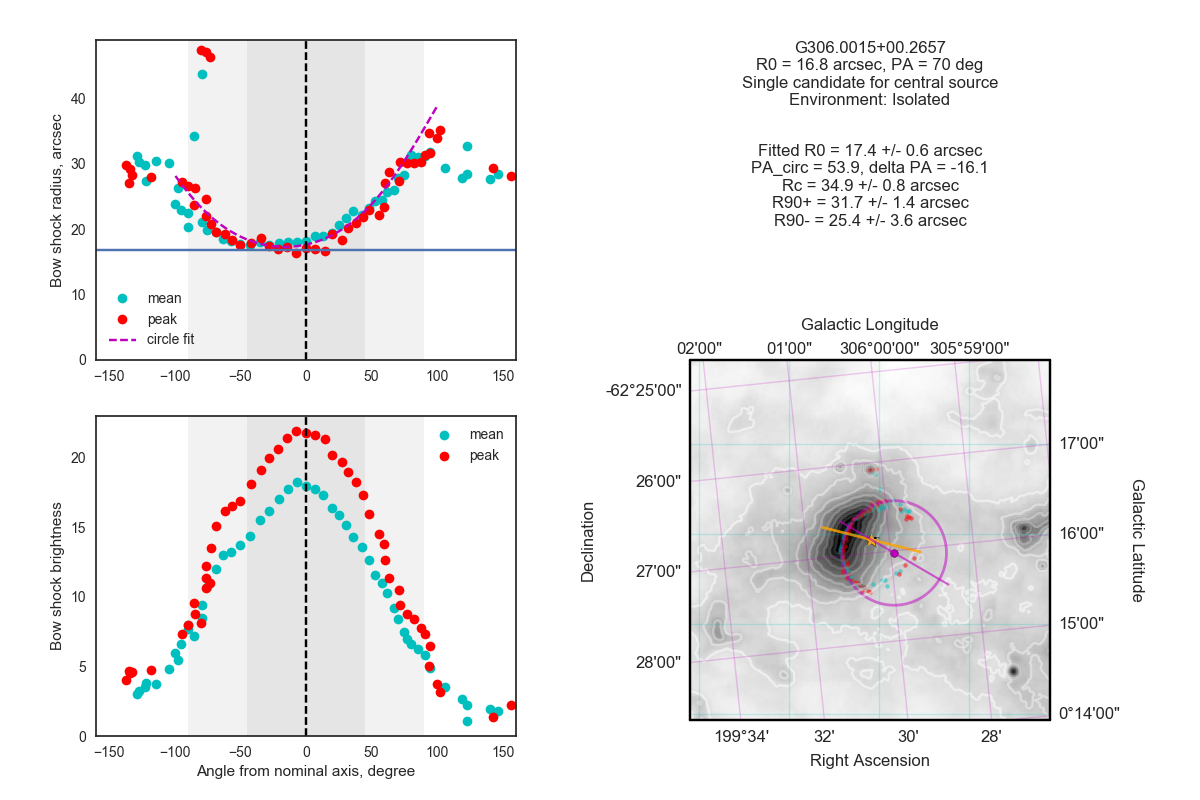 G306.0015+00.2657
R0 = 16.8 arcsec, PA = 70 deg
Single candidate for central source
Environment: Isolated
Fitted R0 = 17.4 +/- 0.6 arcsec
PA_circ = 53.9, delta PA = -16.1
Rc = 34.9 +/- 0.8 arcsec
R90+ = 31.7 +/- 1.4 arcsec
R90- = 25.4 +/- 3.6 arcsec
Bow shock radius, arcsec
40
30
20
10
0
mean
peak
circle fit
−150 −100 −50 0 50 100 150
Bow shock brightness
20
15
10
5
0
mean
peak
−150 −100 −50 0 50 100 150
Angle from nominal axis, degree
Galactic Longitude
02'00" 01'00" 306°00'00" 305°59'00"
-62°25'00"
26'00"
27'00"
28'00"
Declination
17'00"
16'00"
15'00"
0°14'00"
Galactic Latitude
199°34' 32' 30' 28'
Right Ascension